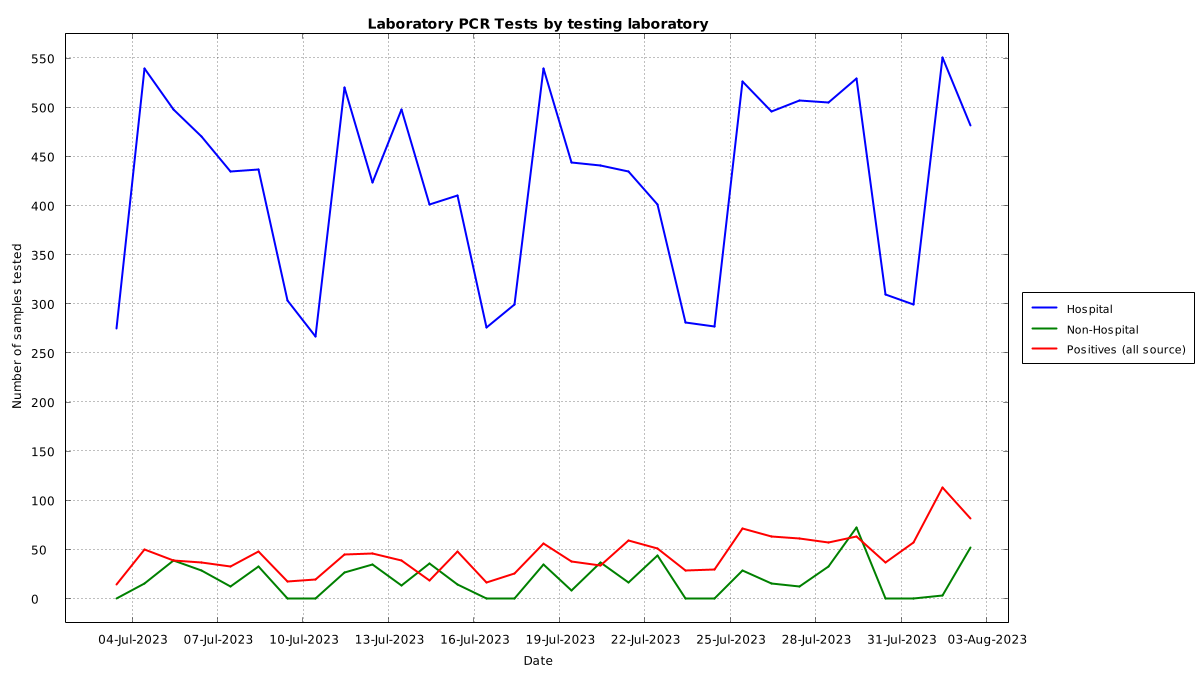 Laboratory PCR Tests by testing laboratory
550
500
450
400
350
300
250
200
150
100
50
0
Number of samples tested
04-Jul-2023 07-Jul-2023 10-Jul-2023 13-Jul-2023 16-Jul-2023 19-Jul-2023 22-Jul-2023 25-Jul-2023 28-Jul-2023 31-Jul-2023 03-Aug-2023
Date
Hospital
Non-Hospital
Positives (all source)